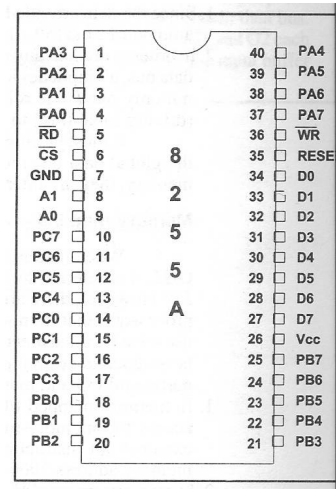 PA3 1 40 PA4
PA2 2 39 PA5
PA1 3 38 PA6
PA0 4 37 PA7
RD 5 36 WR
CS 6 8 35 RESE
GND 7 34 D0
A1 8 2 33 D1
A0 9 32 D2
PC7 10 5 31 D3
PC6 11 30 D4
PC5 12 5 29 D5
PC4 13 28 D6
PC0 14 A 27 D7
PC1 15 26 Vcc
PC2 16 25 PB7
PC3 17 24 PB6
PB0 18 23 PB5
PB1 19 22 PB4
PB2 20 21 PB3